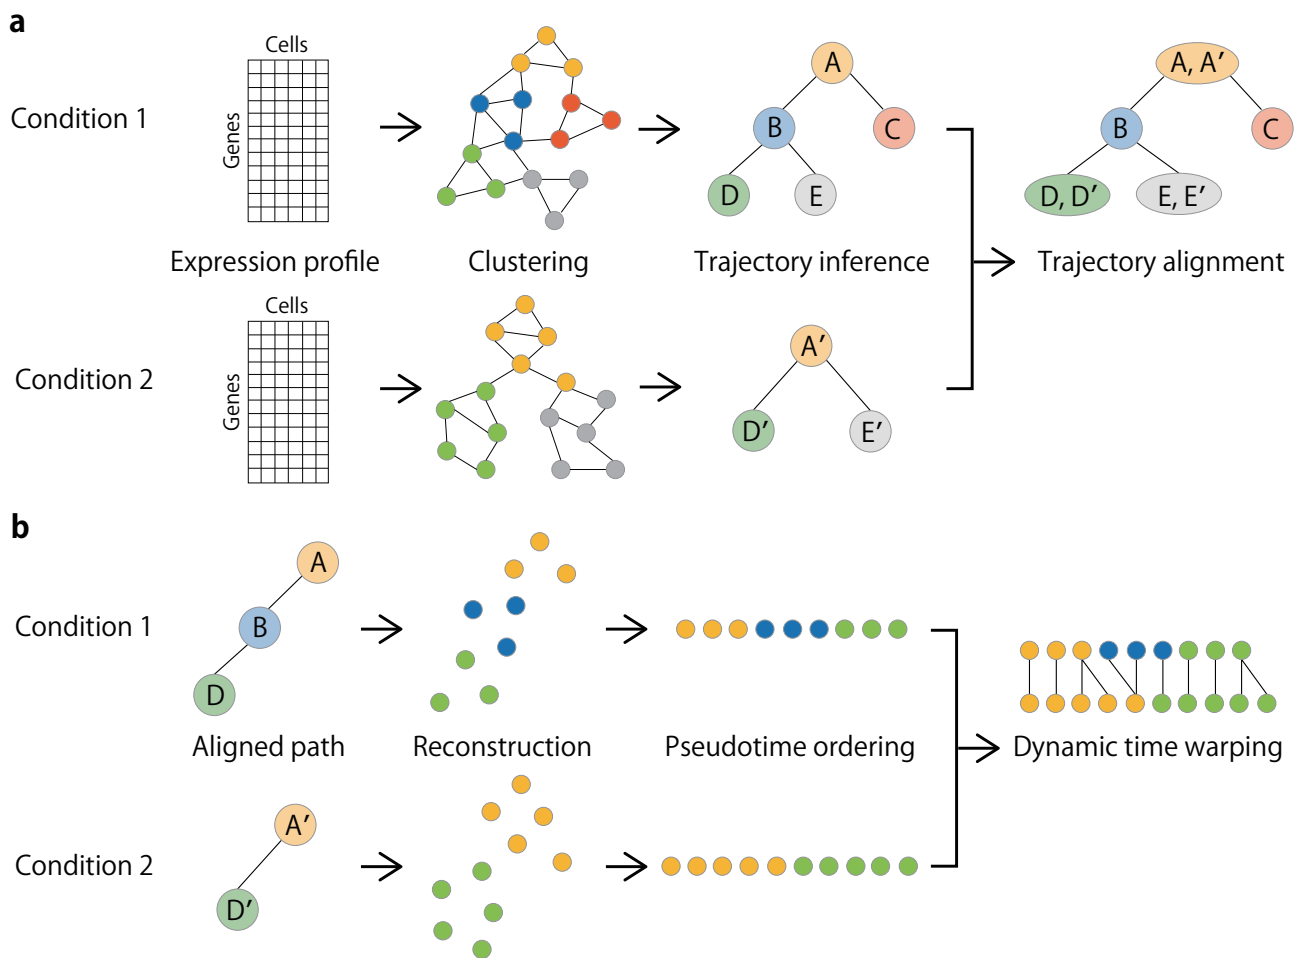 a
Cells
Condition 1
Genes
A
B
C
D
E
A, A′
B
C
D, D′
E, E′
Expression profile
Clustering
Trajectory inference
Trajectory alignment
Cells
Condition 2
Genes
A′
D′
E′
b
Condition 1
A
B
D
Aligned path
Reconstruction
Pseudotime ordering
Dynamic time warping
Condition 2
A′
D′